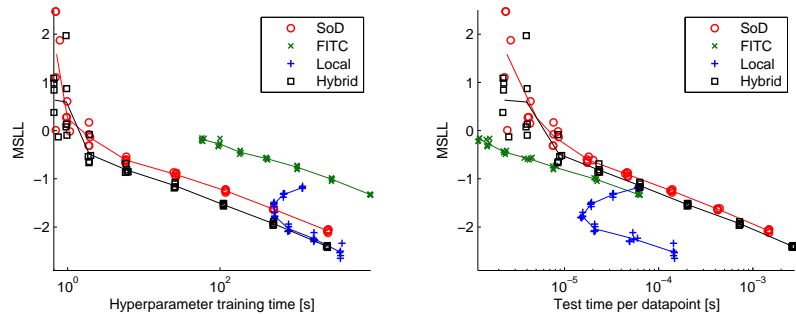 2
1
0
−1
−2
MSLL
10^0
10^2
Hyperparameter training time [s]
SoD
FITC
Local
Hybrid
2
1
0
−1
−2
MSLL
10^−5
10^−4
10^−3
Test time per datapoint [s]
SoD
FITC
Local
Hybrid